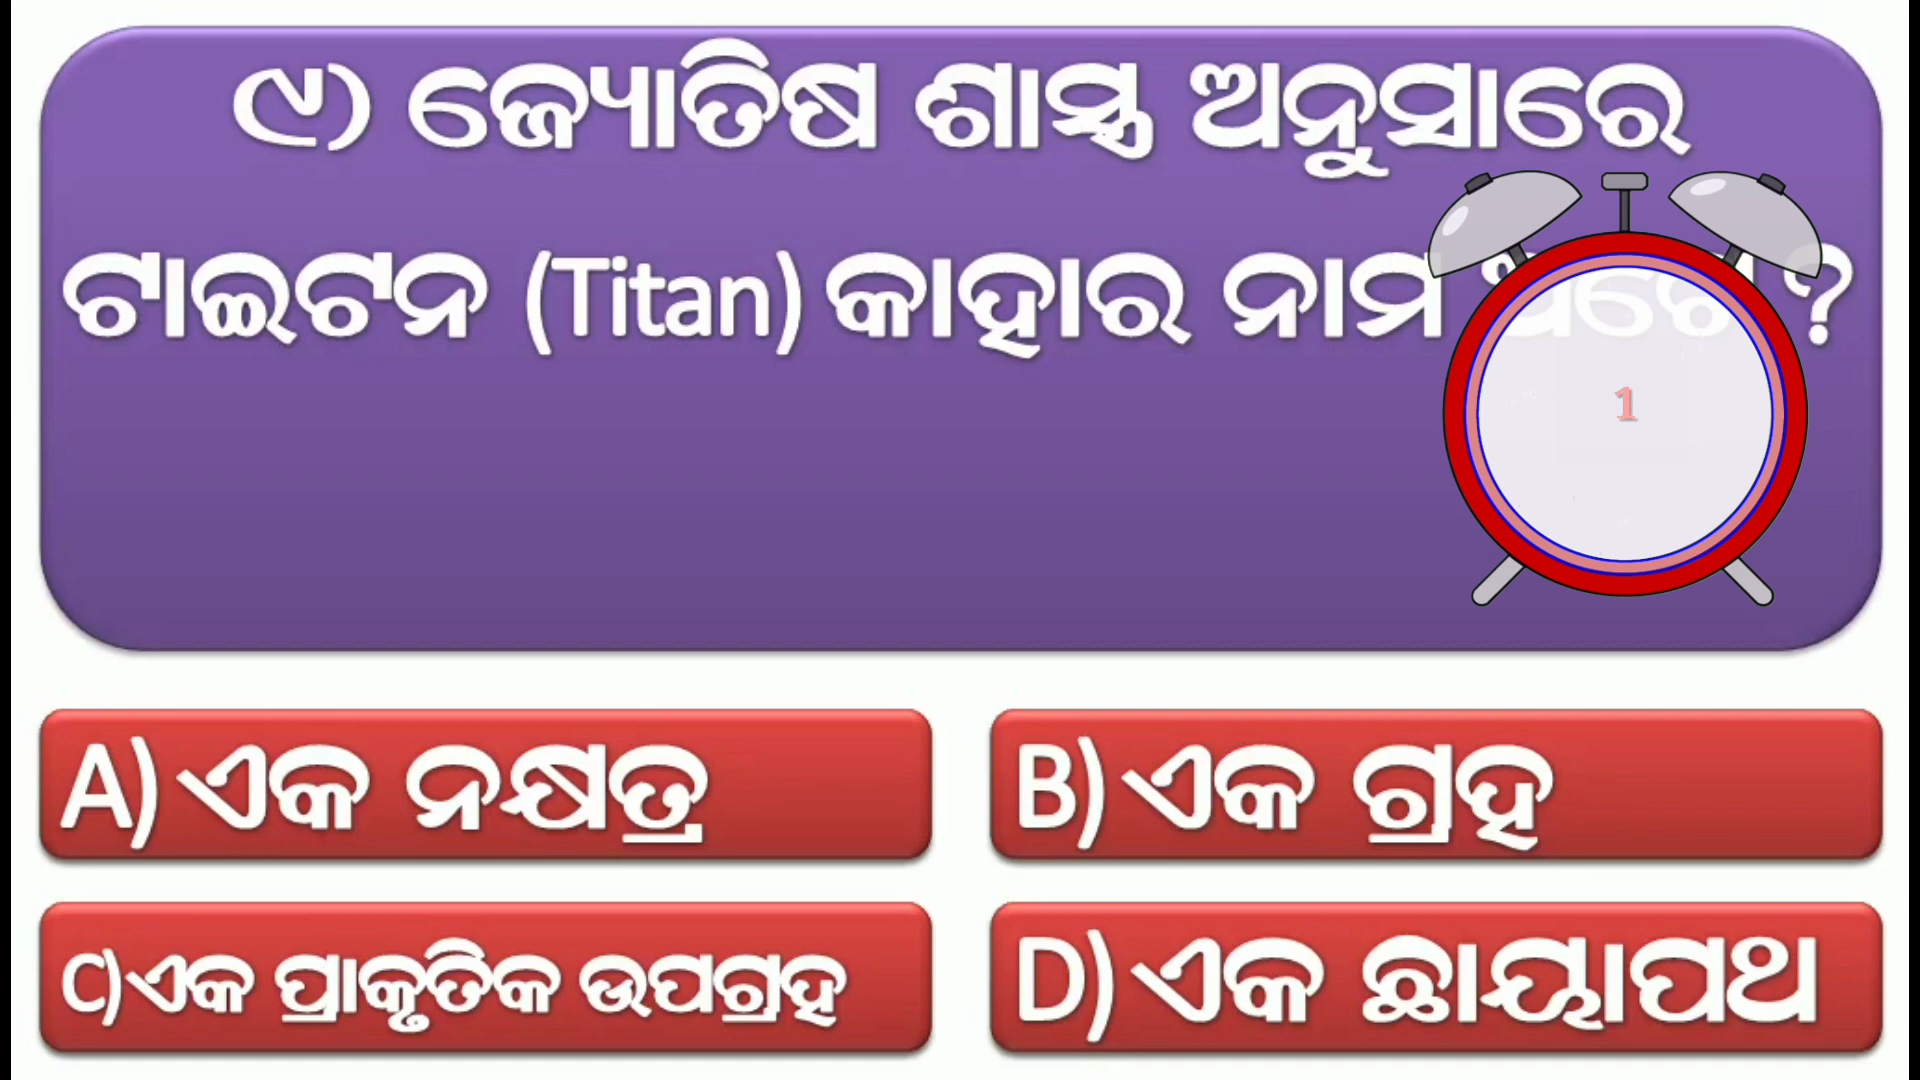 ୯) ଜ୍ୟୋତିଷ ଶାସ୍ତ୍ର ଅନୁସାରେ
ଟାଇଟନ (Titan) କାହାର ନାମ ?
1
A) ଏକ ନକ୍ଷତ୍ର
B) ଏକ ଗ୍ରହ
C)ଏକ ପ୍ରାକୃତିକ ଉପଗ୍ରହ
D) ଏକ ଛାୟାପଥ